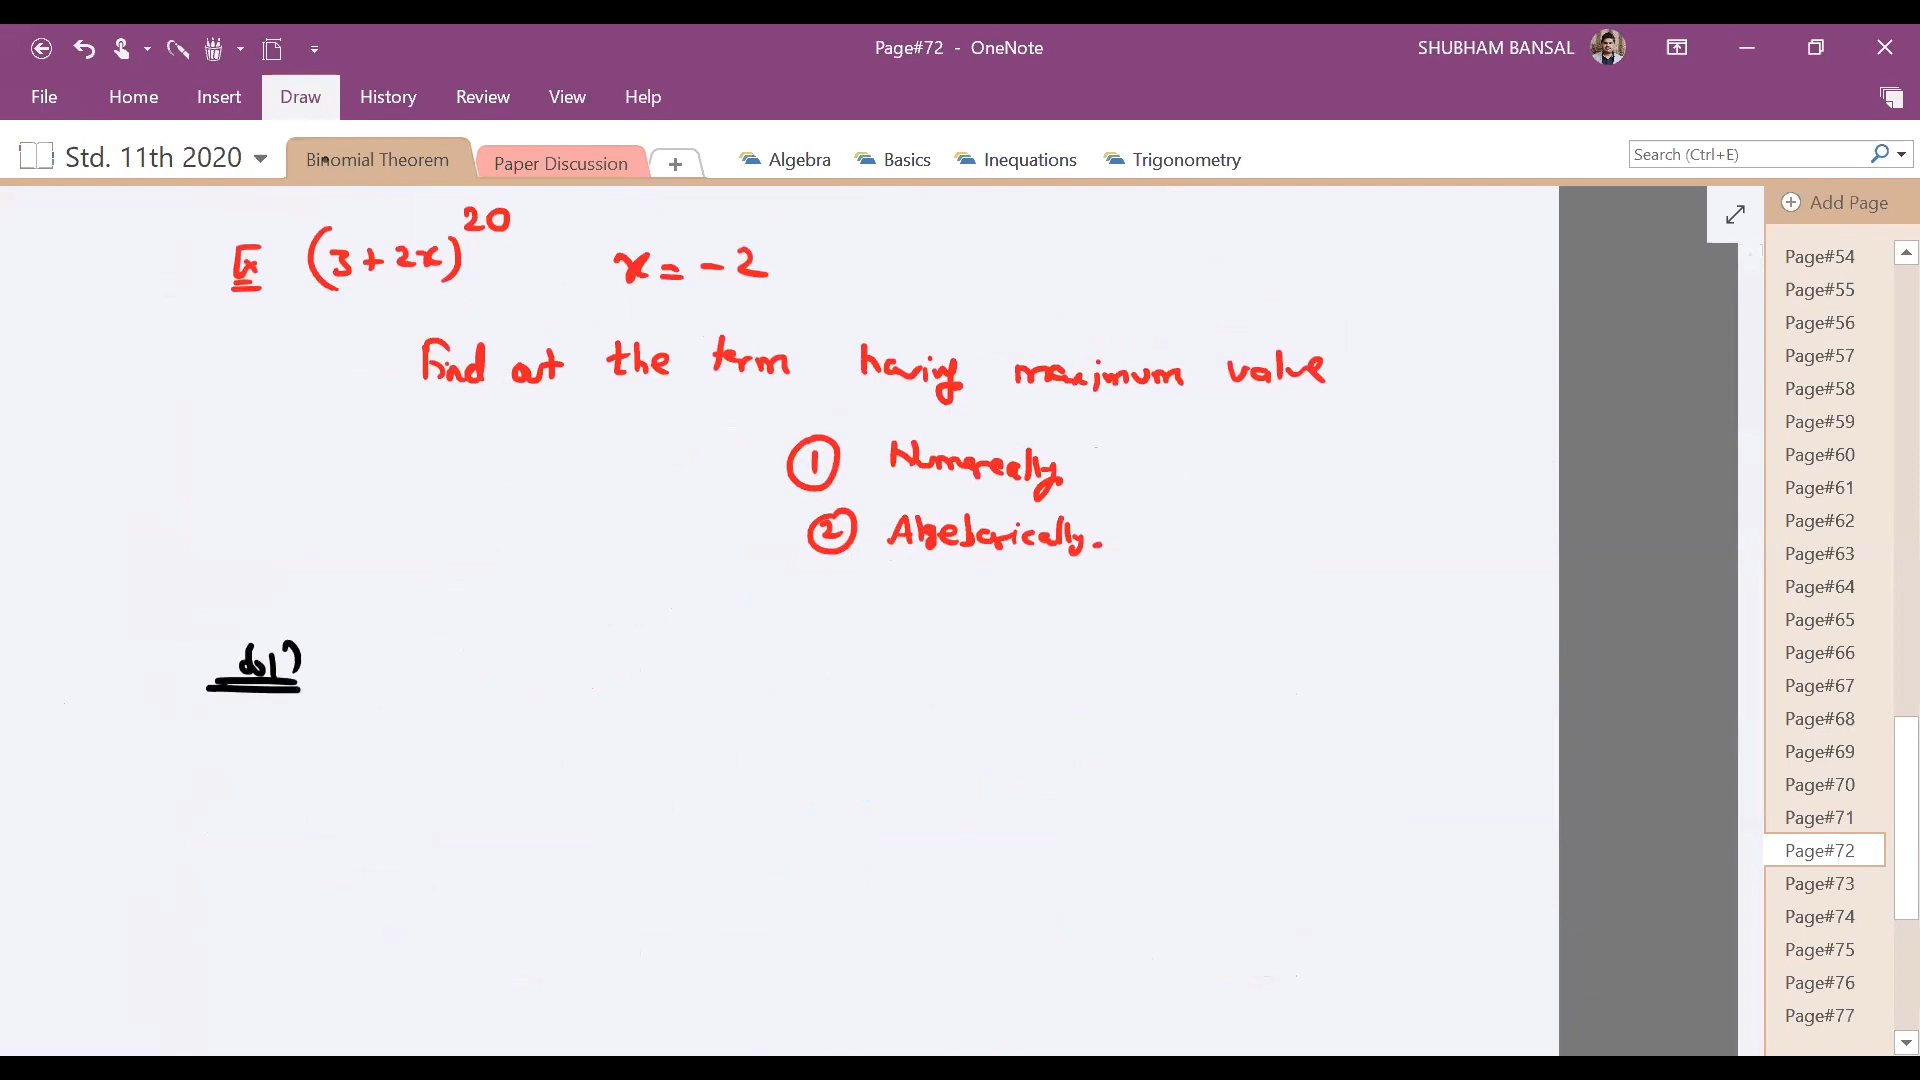 Page#72 - OneNote
SHUBHAM BANSAL
File Home Insert Draw History Review View Help
Std. 11th 2020
Binomial Theorem
Paper Discussion
+
Algebra
Basics
Inequations
Trigonometry
Search (Ctrl+E)
Ex (3+2x)^20 x = -2
Find out the term having maximum value
① Numerically
② Algebraically.
Sol^n
Add Page
Page#54
Page#55
Page#56
Page#57
Page#58
Page#59
Page#60
Page#61
Page#62
Page#63
Page#64
Page#65
Page#66
Page#67
Page#68
Page#69
Page#70
Page#71
Page#72
Page#73
Page#74
Page#75
Page#76
Page#77